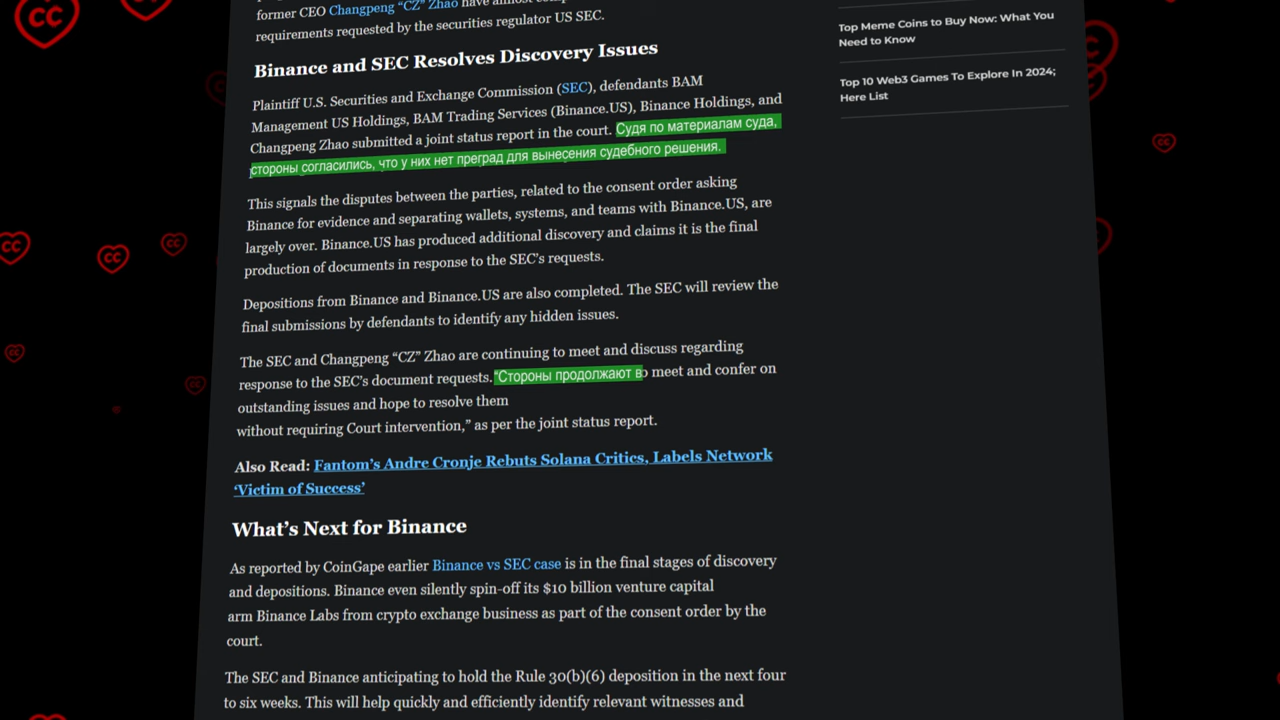 former CEO Changpeng “CZ” Zhao have almost
requirements requested by the securities regulator US SEC.
Binance and SEC Resolves Discovery Issues
Plaintiff U.S. Securities and Exchange Commission (SEC), defendants BAM
Management US Holdings, BAM Trading Services (Binance.US), Binance Holdings, and
Changpeng Zhao submitted a joint status report in the court. Судя по материалам суда,
стороны согласились, что у них нет преград для вынесения судебного решения.
This signals the disputes between the parties, related to the consent order asking
Binance for evidence and separating wallets, systems, and teams with Binance.US, are
largely over. Binance.US has produced additional discovery and claims it is the final
production of documents in response to the SEC’s requests.
Depositions from Binance and Binance.US are also completed. The SEC will review the
final submissions by defendants to identify any hidden issues.
The SEC and Changpeng “CZ” Zhao are continuing to meet and discuss regarding
response to the SEC’s document requests. “Стороны продолжают в meet and confer on
outstanding issues and hope to resolve them
without requiring Court intervention,” as per the joint status report.
Also Read: Fantom’s Andre Cronje Rebuts Solana Critics, Labels Network
‘Victim of Success’
What’s Next for Binance
As reported by CoinGape earlier Binance vs SEC case is in the final stages of discovery
and depositions. Binance even silently spin-off its $10 billion venture capital
arm Binance Labs from crypto exchange business as part of the consent order by the
court.
The SEC and Binance anticipating to hold the Rule 30(b)(6) deposition in the next four
to six weeks. This will help quickly and efficiently identify relevant witnesses and
Top Meme Coins to Buy Now: What You
Need to Know
Top 10 Web3 Games To Explore In 2024;
Here List